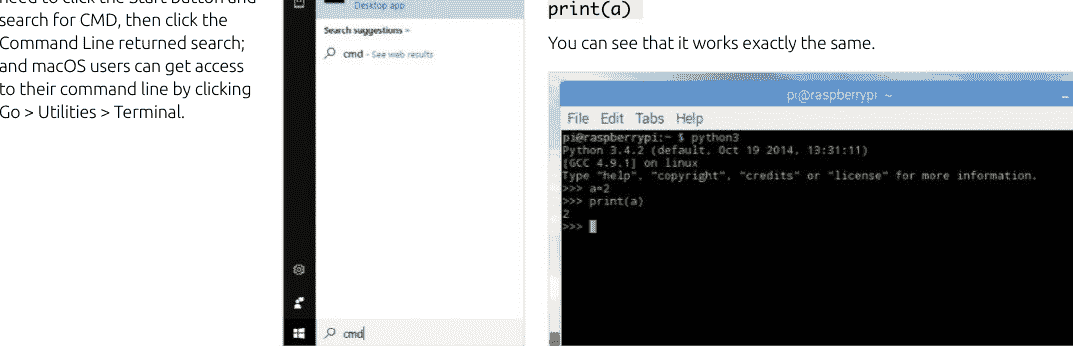 need to click the Start button and
search for CMD, then click the
Command Line returned search;
and macOS users can get access
to their command line by clicking
Go > Utilities > Terminal.
Desktop app
Search suggestions
cmd - See web results
cmd
print(a)
You can see that it works exactly the same.
pi@raspberrypi: ~
File Edit Tabs Help
pi@raspberrypi:~ $ python3
Python 3.4.2 (default, Oct 19 2014, 13:31:11)
[GCC 4.9.1] on linux
Type "help", "copyright", "credits" or "license" for more information.
>>> a=2
>>> print(a)
2
>>>